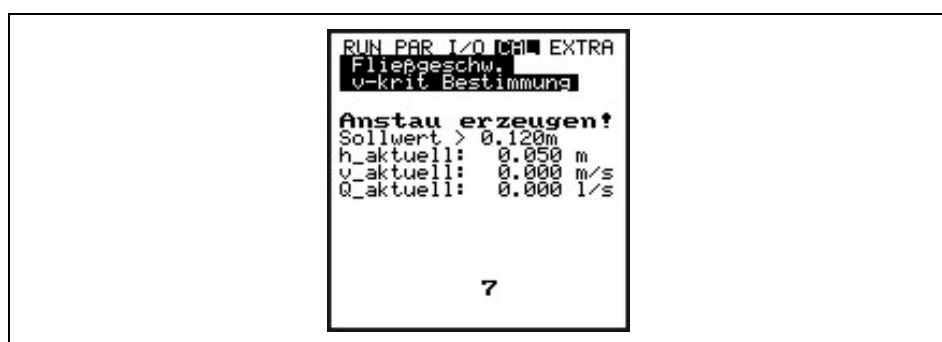 RUN PAR I/O CAL EXTRA
Fließgeschw.
v-krit Bestimmung
Anstau erzeugen!
Sollwert > 0.120m
h_aktuell: 0.050 m
v_aktuell: 0.000 m/s
Q_aktuell: 0.000 l/s
7